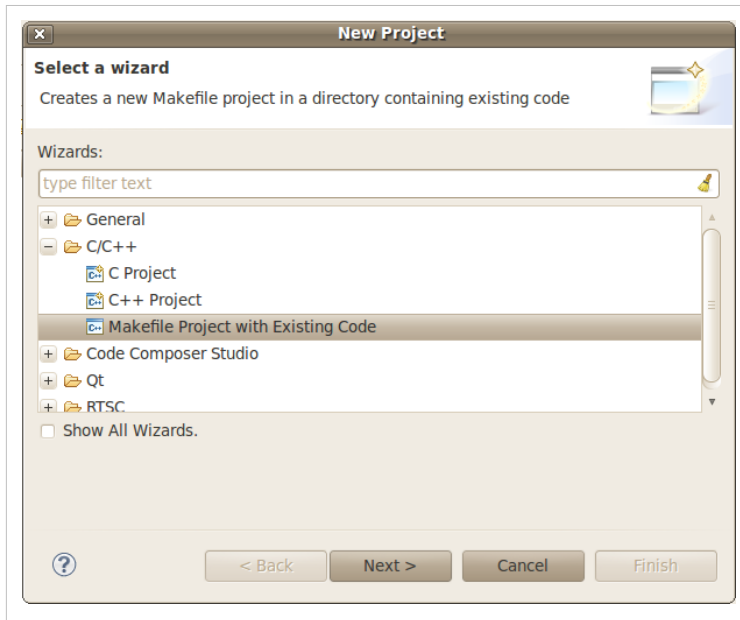 New Project
Select a wizard
Creates a new Makefile project in a directory containing existing code
Wizards:
type filter text
General
C/C++
C Project
C++ Project
Makefile Project with Existing Code
Code Composer Studio
Qt
RTSC
Show All Wizards.
< Back Next > Cancel Finish